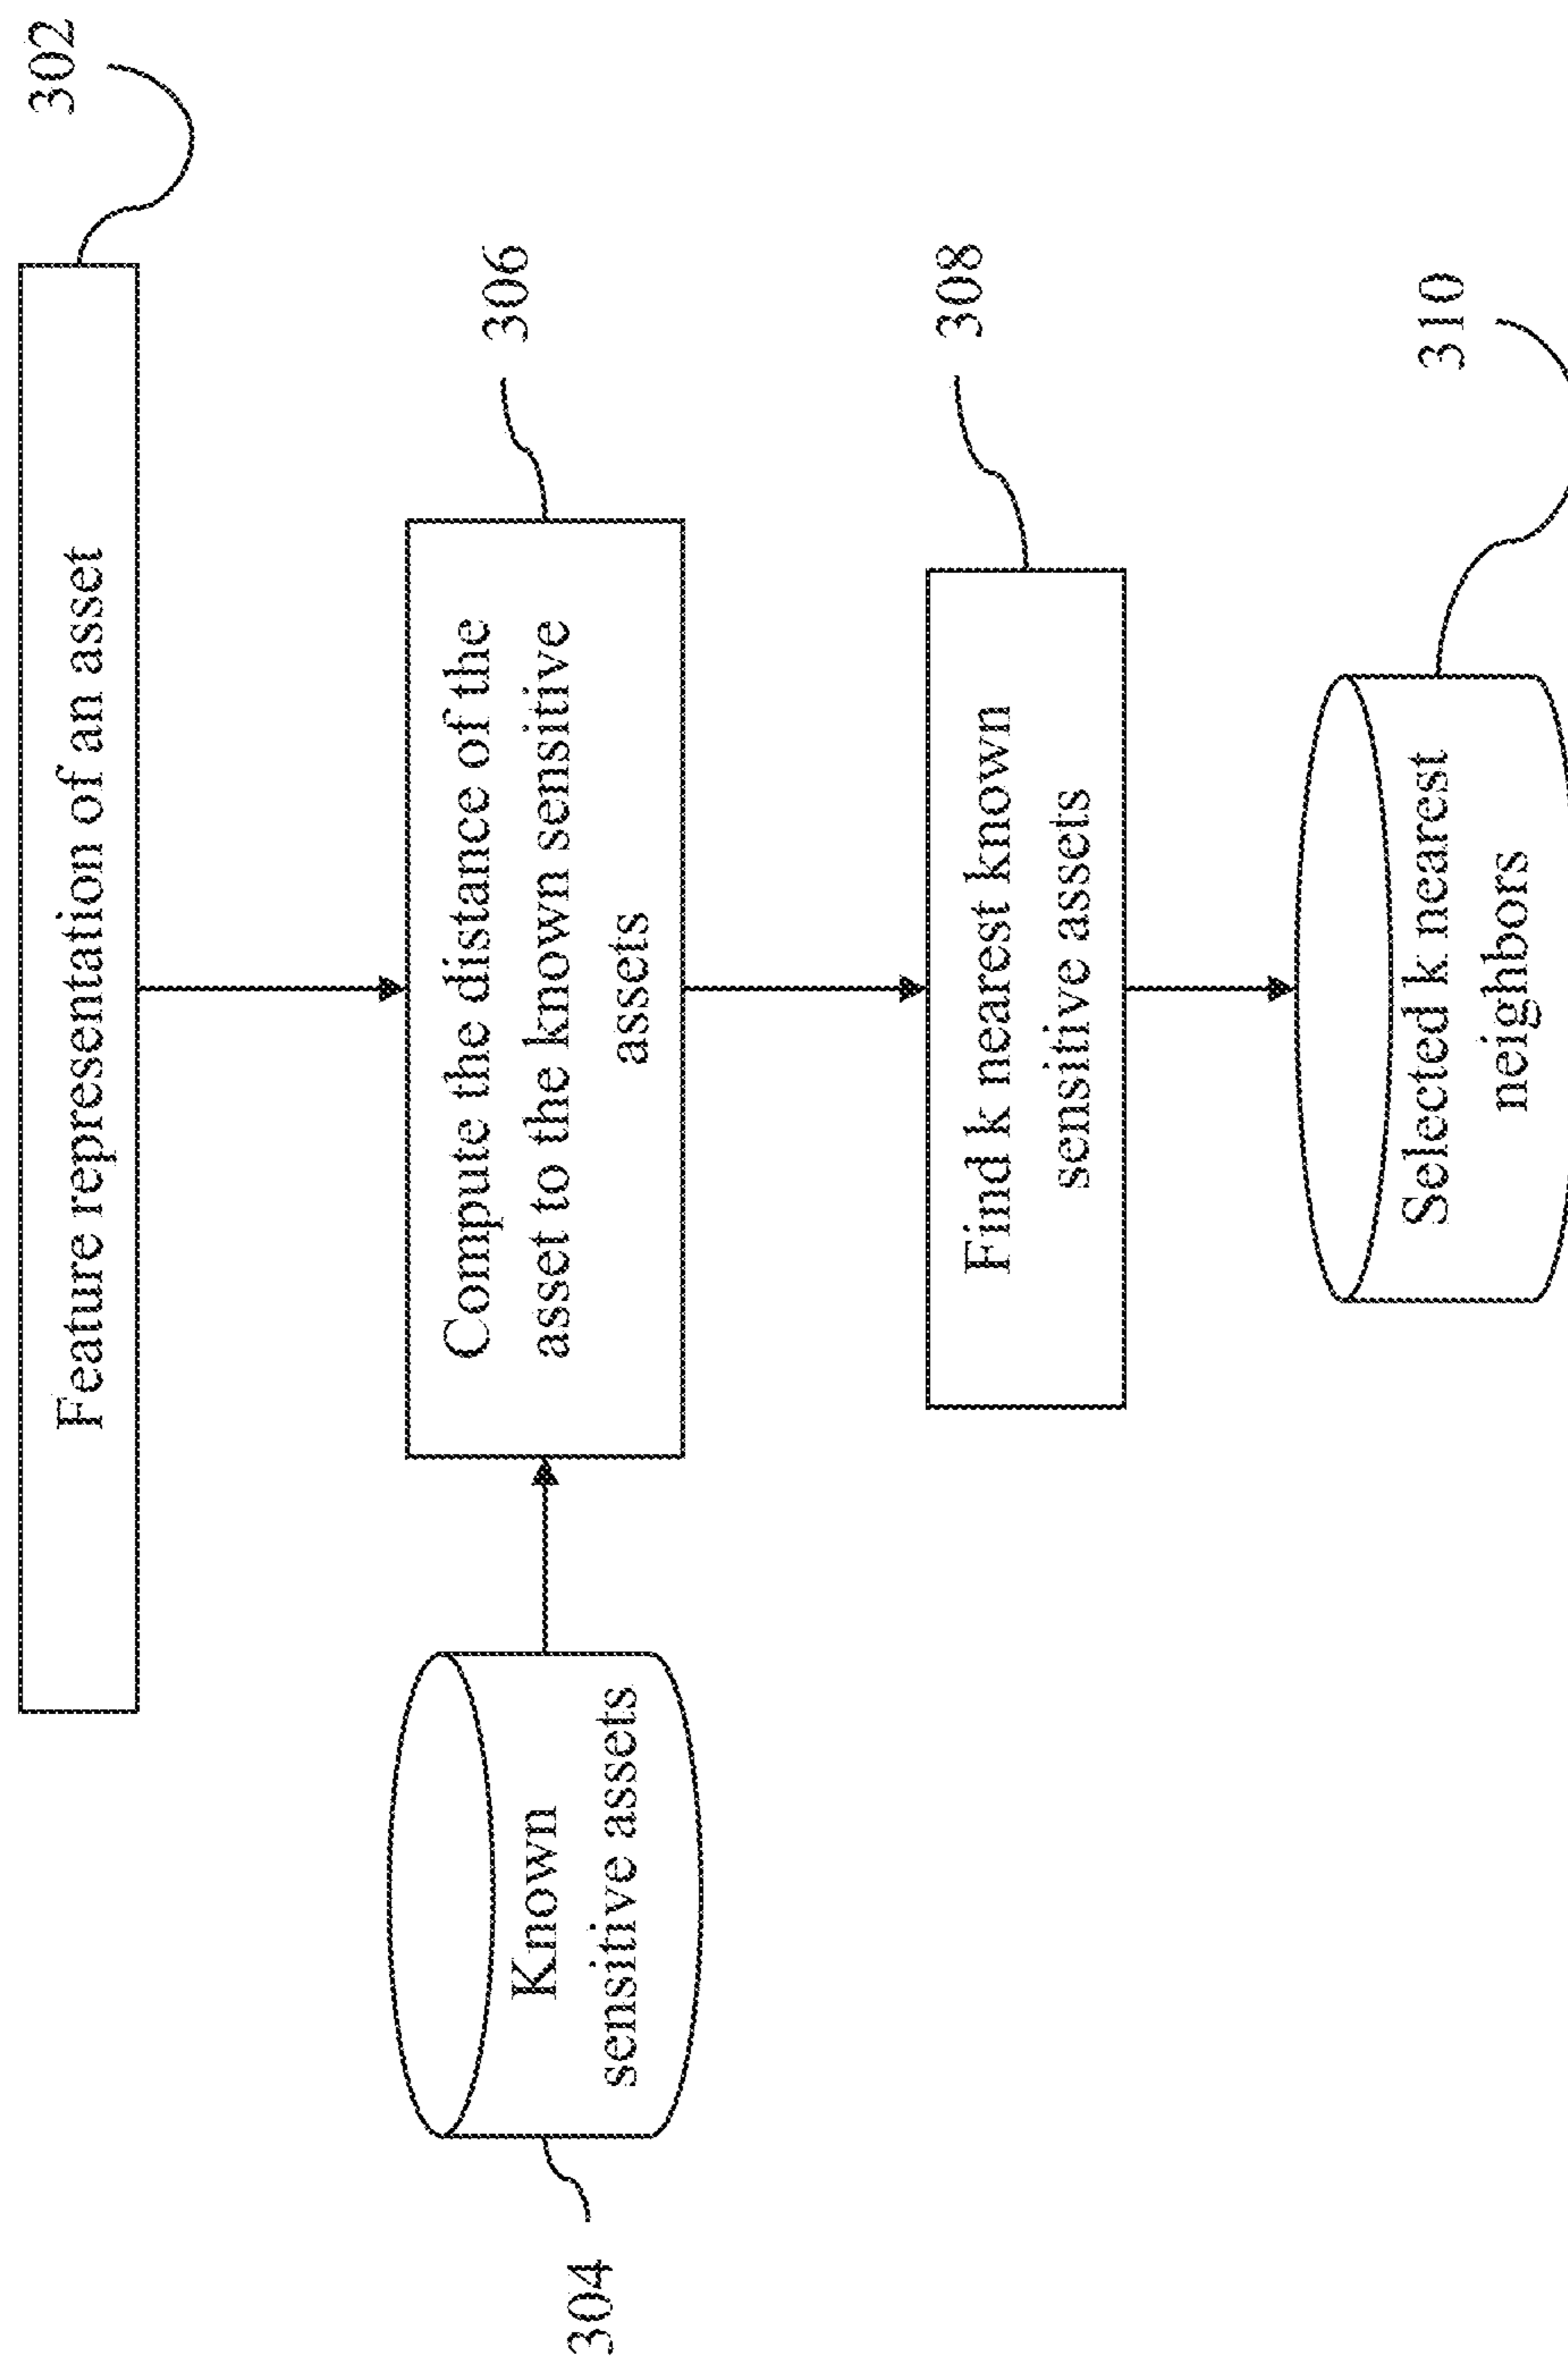 Feature representation of an asset
302
Known
sensitive assets
304
Compute the distance of the
asset to the known sensitive
assets
306
Find k nearest known
sensitive assets
308
Selected k nearest
neighbors
310